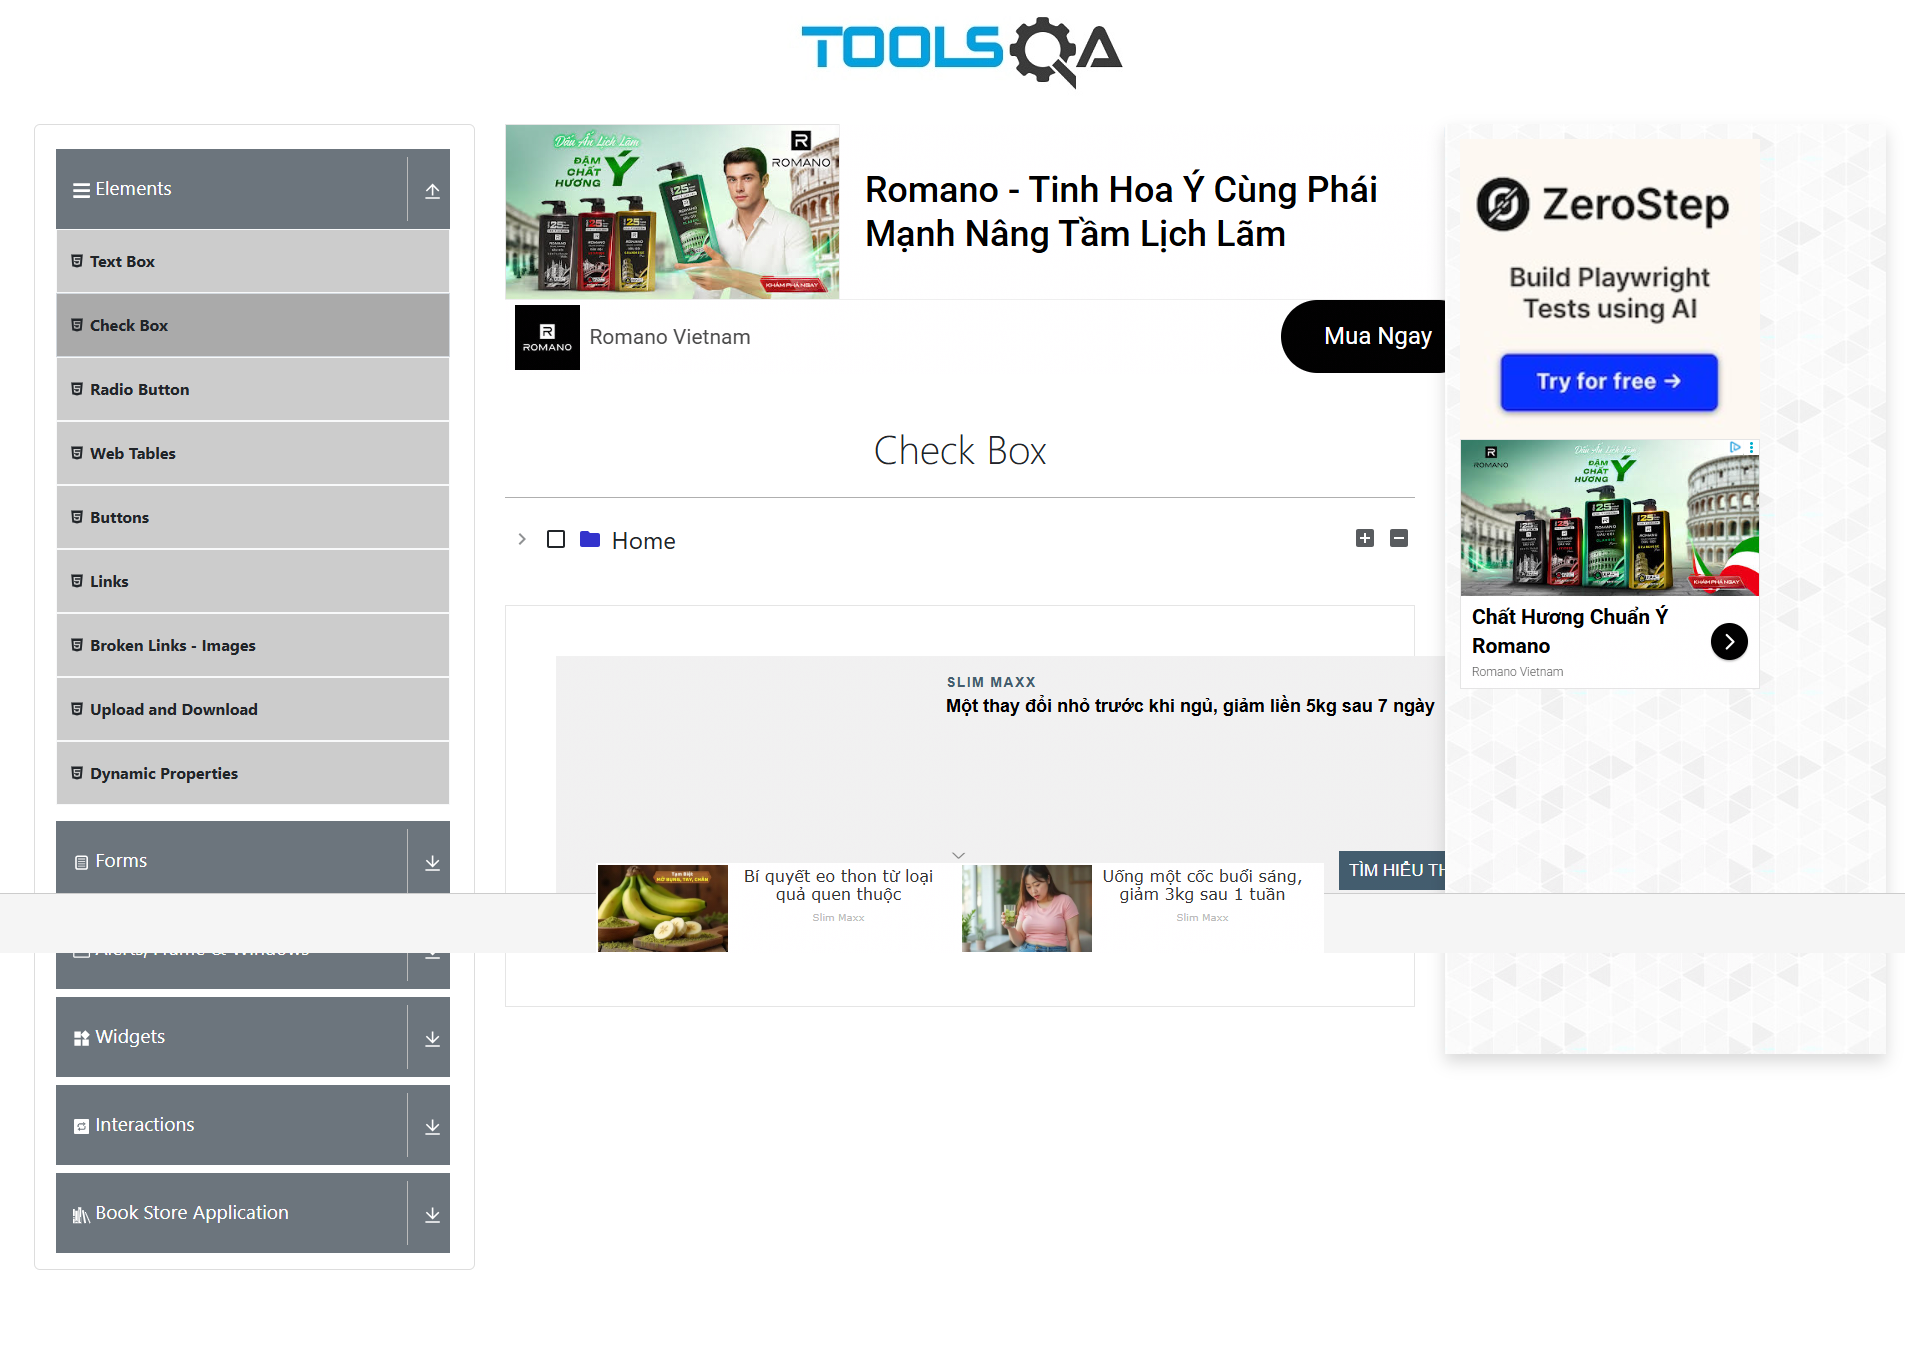 TOOLSQA
Elements
Text Box
Check Box
Radio Button
Web Tables
Buttons
Links
Broken Links - Images
Upload and Download
Dynamic Properties
Forms
Widgets
Interactions
Book Store Application
Dấu Ấn Lịch Lãm
ĐẬM
CHẤT Ý
HƯƠNG
R
ROMANO
KHÁM PHÁ NGAY
Romano - Tinh Hoa Ý Cùng Phái
Mạnh Nâng Tầm Lịch Lãm
R
ROMANO
Romano Vietnam
Mua Ngay
Check Box
Home
SLIM MAXX
Một thay đổi nhỏ trước khi ngủ, giảm liền 5kg sau 7 ngày
TÌM HIỂU TH
Bí quyết eo thon từ loại
quả quen thuộc
Slim Maxx
Uống một cốc buổi sáng,
giảm 3kg sau 1 tuần
Slim Maxx
ZeroStep
Build Playwright
Tests using AI
Try for free →
R
ROMANO
Dấu Ấn Lịch Lãm
ĐẬM
CHẤT Ý
HƯƠNG
KHÁM PHÁ NGAY
Chất Hương Chuẩn Ý
Romano
Romano Vietnam